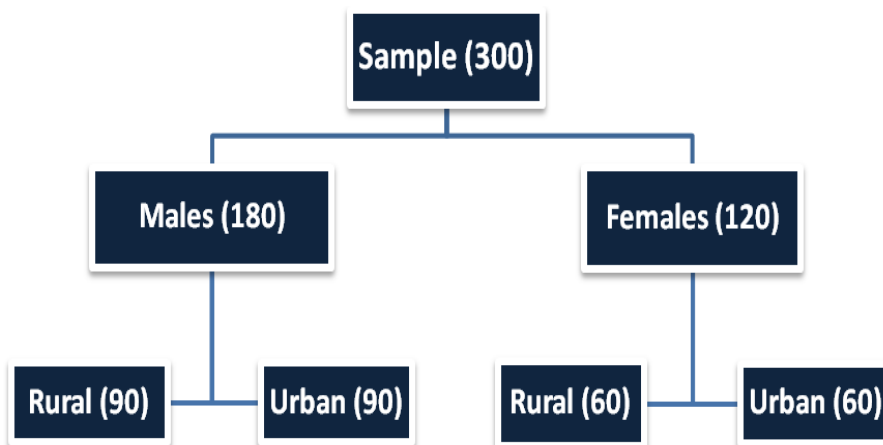 Sample (300)
Males (180)
Females (120)
Rural (90)
Urban (90)
Rural (60)
Urban (60)